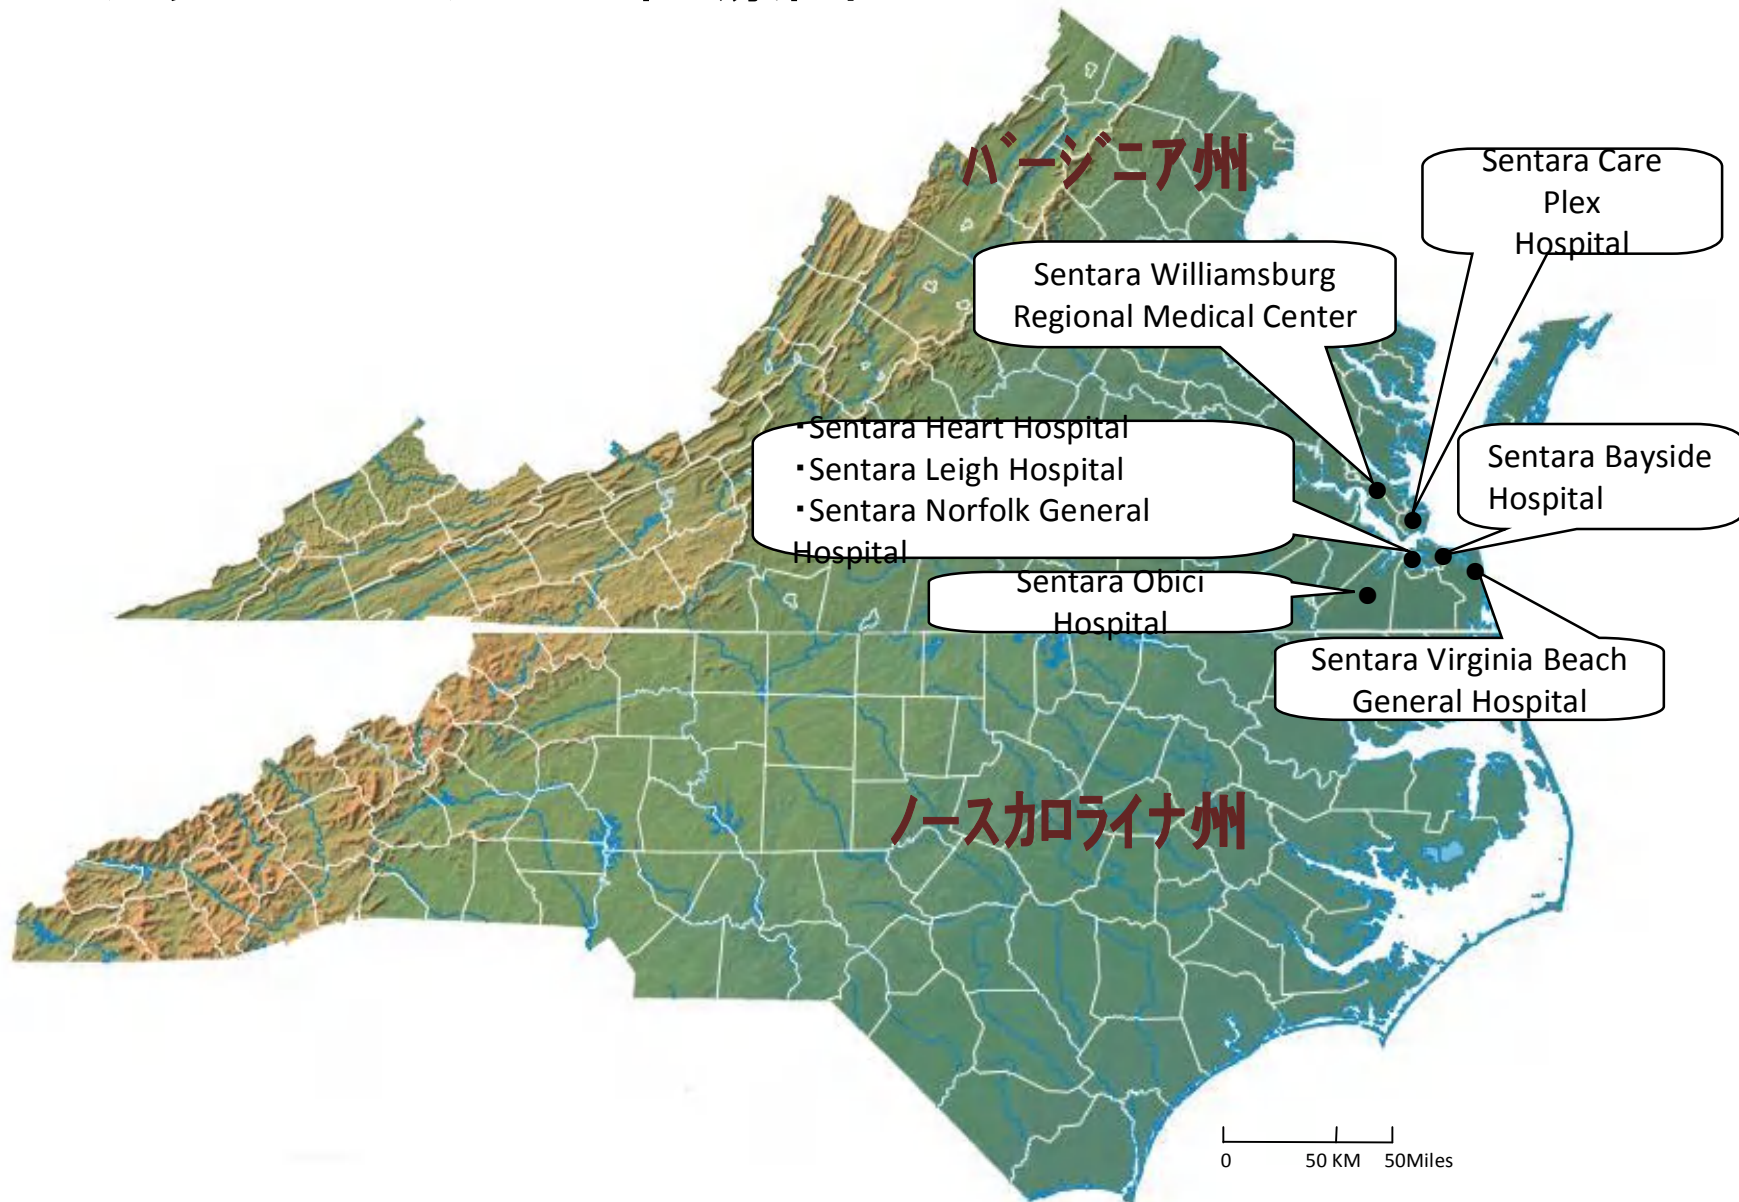 バージニア州
Sentara Care
Plex
Hospital
Sentara Williamsburg
Regional Medical Center
・Sentara Heart Hospital
・Sentara Leigh Hospital
・Sentara Norfolk General
Hospital
Sentara Bayside
Hospital
Sentara Obici
Hospital
Sentara Virginia Beach
General Hospital
ノースカロライナ州
0 50 KM 50Miles